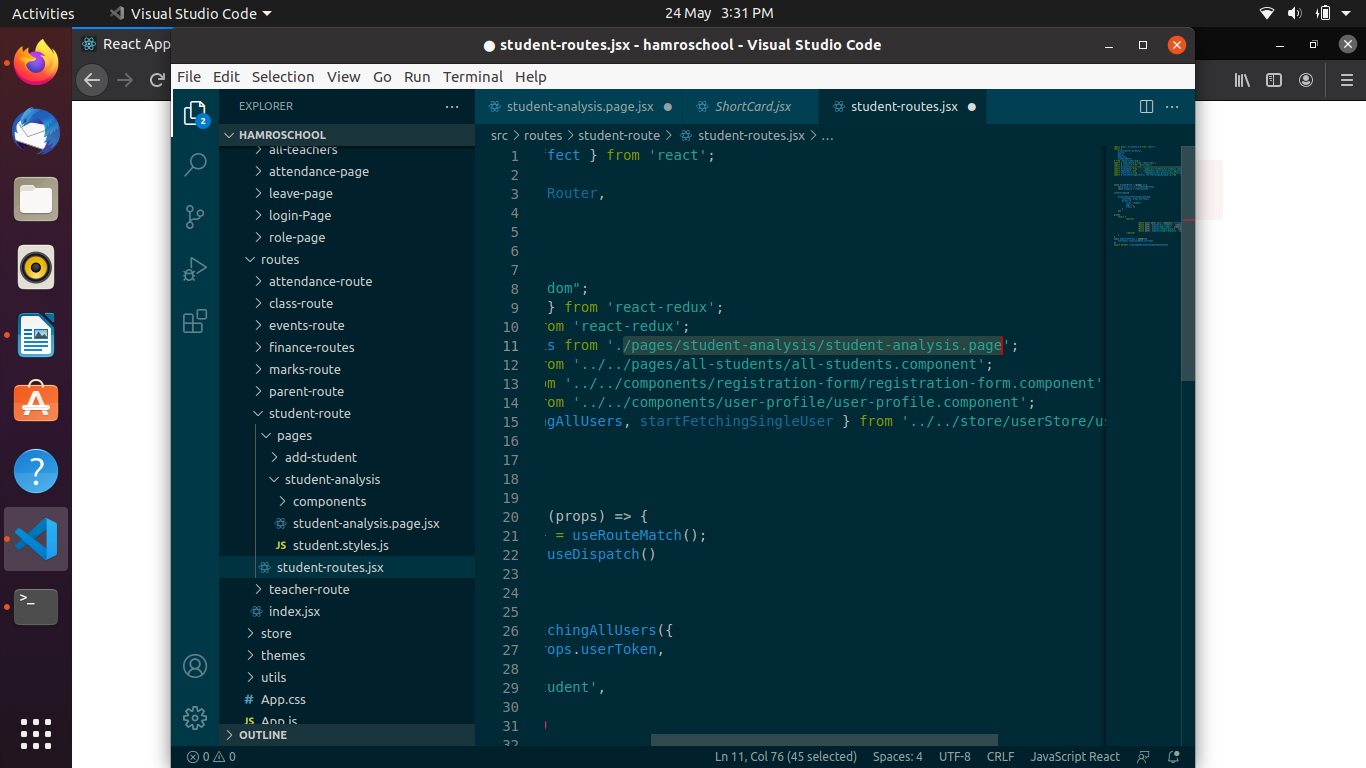 Activities
Visual Studio Code
24 May 3:31 PM
React App
● student-routes.jsx - hamroschool - Visual Studio Code
File Edit Selection View Go Run Terminal Help
2
EXPLORER
HAMROSCHOOL
all-teachers
attendance-page
leave-page
login-Page
role-page
routes
attendance-route
class-route
events-route
finance-routes
marks-route
parent-route
student-route
pages
add-student
student-analysis
components
student-analysis.page.jsx
JS student.styles.js
student-routes.jsx
teacher-route
index.jsx
store
themes
utils
# App.css
JS App.js
OUTLINE
student-analysis.page.jsx ShortCard.jsx student-routes.jsx
src > routes > student-route > student-routes.jsx > ...
1 ffect } from 'react';
2
3 Router,
4
5
6
7
8 dom";
9 } from 'react-redux';
10 rom 'react-redux';
11 is from './pages/student-analysis/student-analysis.page';
12 rom '../../pages/all-students/all-students.component';
13 om '../../components/registration-form/registration-form.component'
14 from '../../components/user-profile/user-profile.component';
15 ngAllUsers, startFetchingSingleUser } from '../../store/userStore/us
16
17
18
19
20 (props) => {
21 = useRouteMatch();
22 useDispatch()
23
24
25
26 tchingAllUsers({
27 ops.userToken,
28
29 tudent',
30
31 )
32
0 0
Ln 11, Col 76 (45 selected) Spaces: 4 UTF-8 CRLF JavaScript React